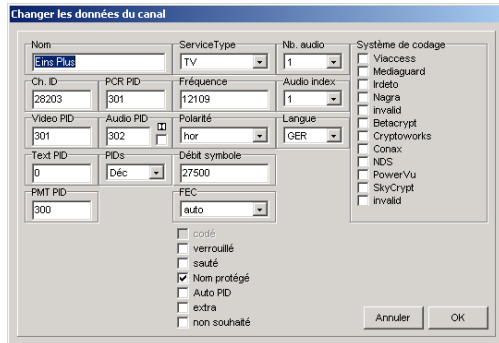 Changer les données du canal
Nom
Eins Plus
ServiceType
TV
Nb. audio
1
Système de codage
Viaccess
Mediaguard
Irdeto
Nagra
invalid
Betacrypt
Cryptoworks
Conax
NDS
PowerVu
SkyCrypt
invalid
Ch. ID
28203
PCR PID
301
Fréquence
12109
Audio index
1
Video PID
301
Audio PID
302
Polarité
hor
Langue
GER
Text PID
0
PIDs
Déc
Débit symbole
27500
PMT PID
300
FEC
auto
codé
verrouillé
sauté
Nom protégé
Auto PID
extra
non souhaité
Annuler
OK